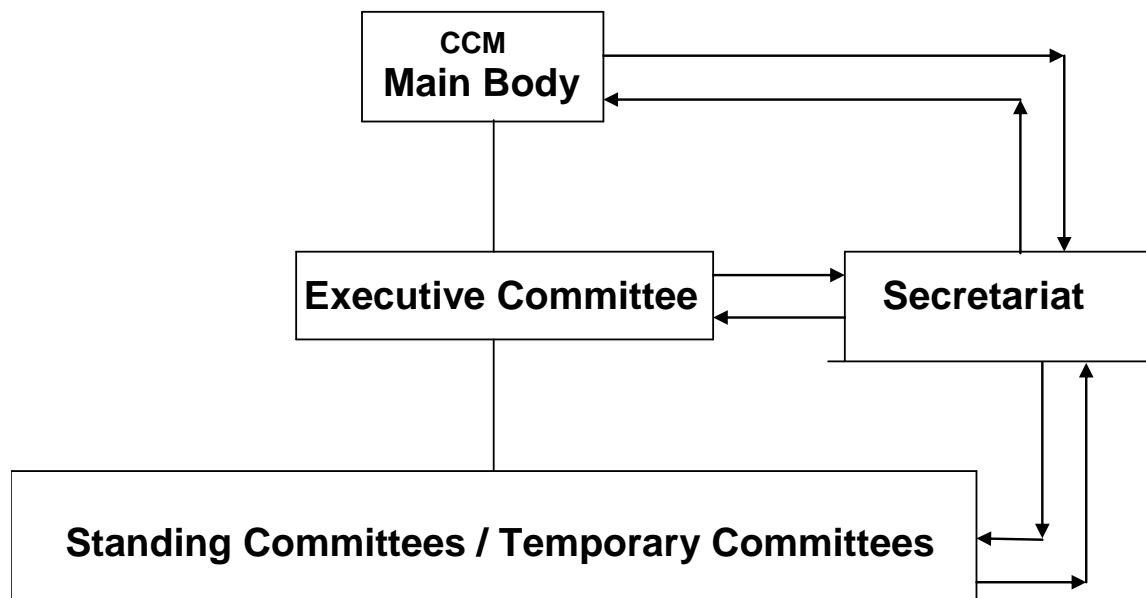 CCM
Main Body
Executive Committee
Secretariat
Standing Committees / Temporary Committees